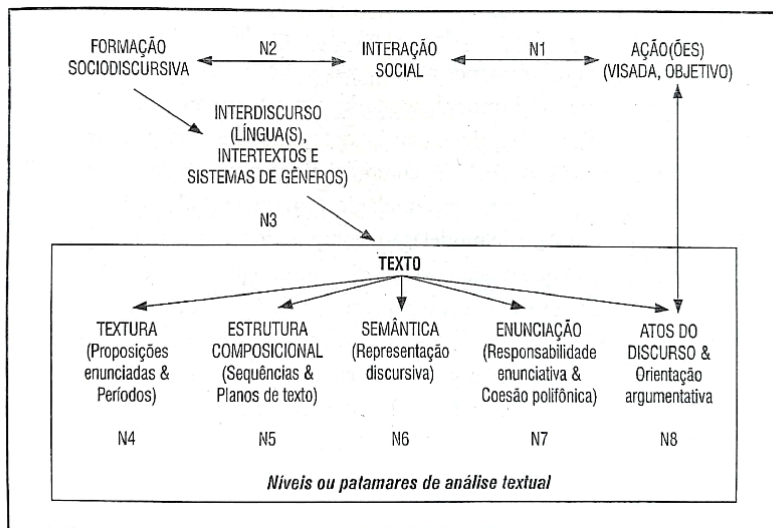 FORMAÇÃO SOCIODISCURSIVA
N2
INTERAÇÃO SOCIAL
N1
AÇÃO(ÕES) (VISADA, OBJETIVO)
INTERDISCURSO
(LÍNGUA(S),
INTERTEXTOS E
SISTEMAS DE GÊNEROS)
N3
TEXTO
TEXTURA
(Proposições
enunciadas &
Períodos)
N4
ESTRUTURA
COMPOSICIONAL
(Sequências &
Planos de texto)
N5
SEMÂNTICA
(Representação
discursiva)
N6
ENUNCIAÇÃO
(Responsabilidade
enunciativa &
Coesão polifônica)
N7
ATOS DO
DISCURSO &
Orientação
argumentativa
N8
Níveis ou patamares de análise textual